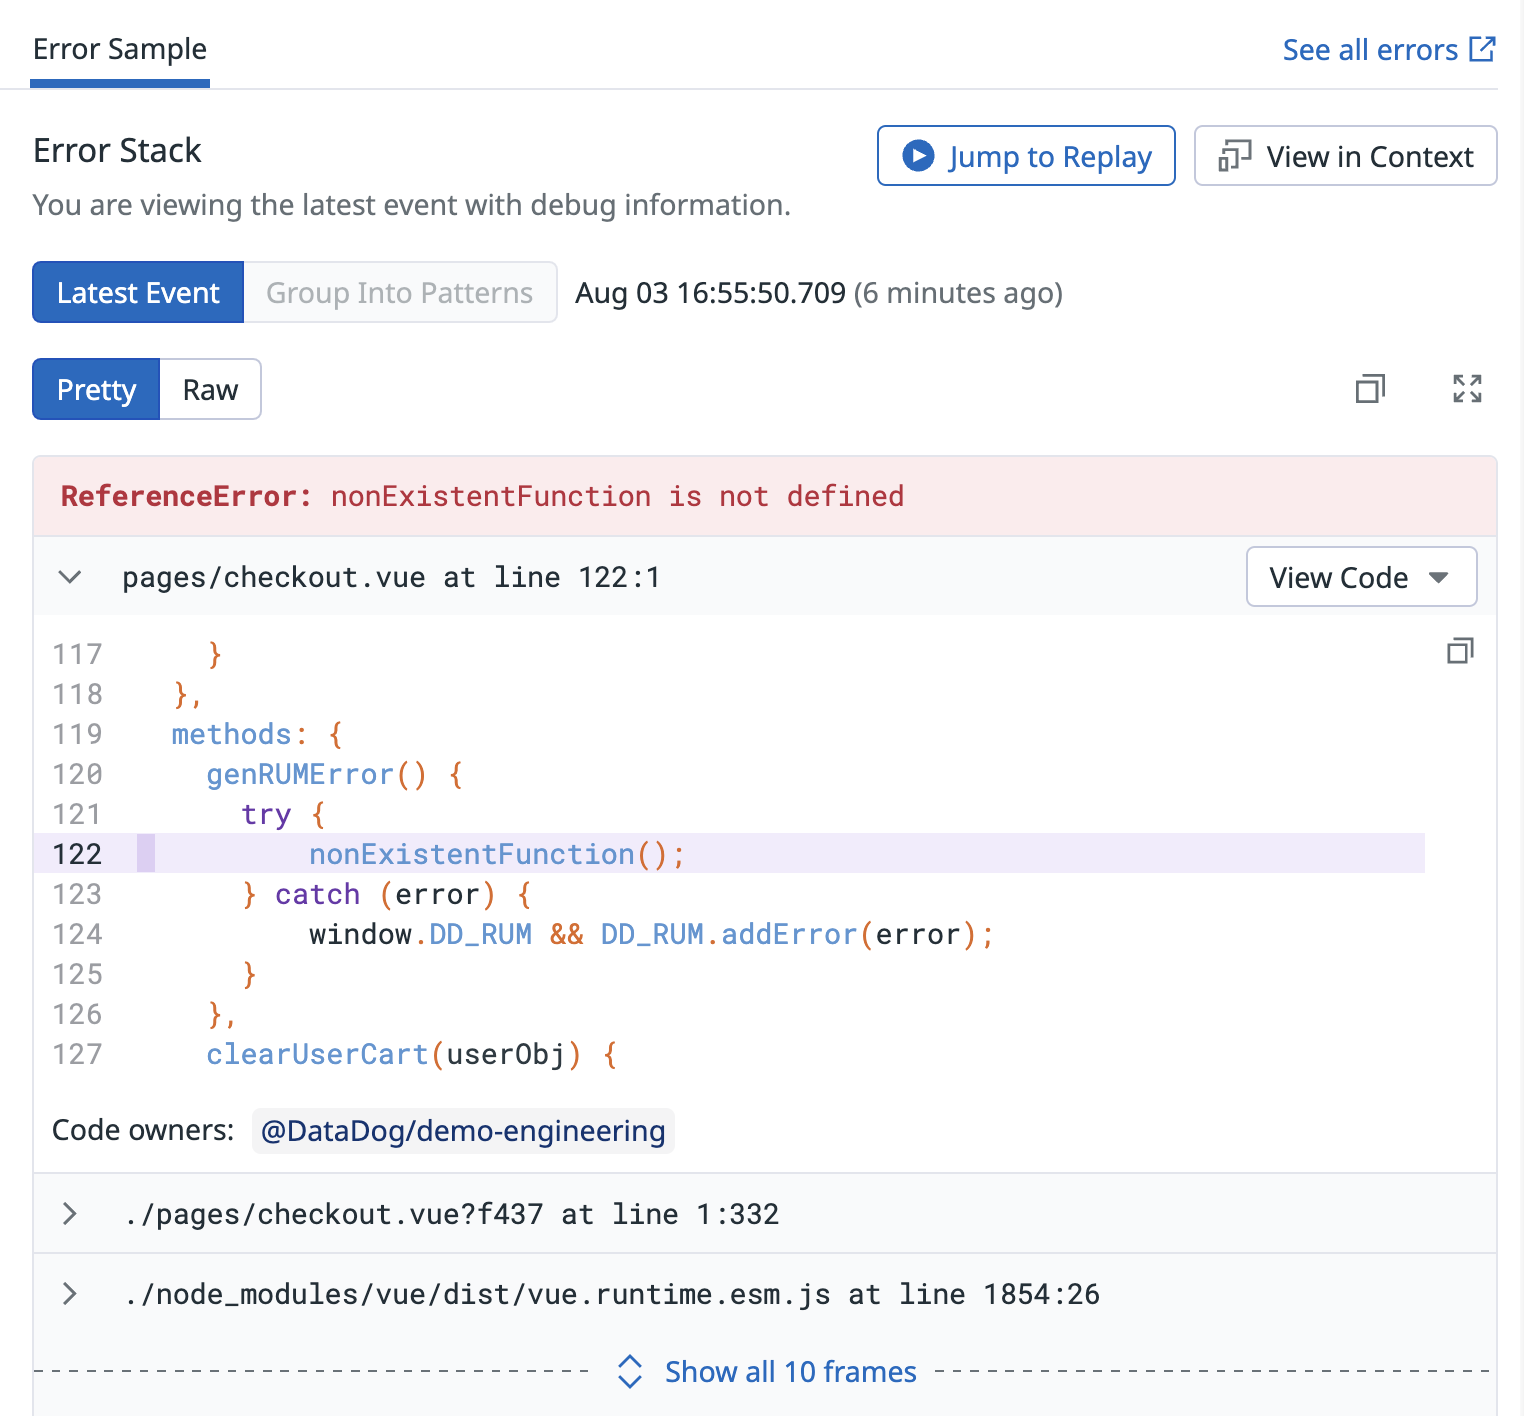 Error Sample
See all errors
Error Stack
Jump to Replay
View in Context
You are viewing the latest event with debug information.
Latest Event
Group Into Patterns
Aug 03 16:55:50.709 (6 minutes ago)
Pretty
Raw
ReferenceError: nonExistentFunction is not defined
pages/checkout.vue at line 122:1
View Code
117 }
118 },
119 methods: {
120 genRUMError() {
121 try {
122 nonExistentFunction();
123 } catch (error) {
124 window.DD_RUM && DD_RUM.addError(error);
125 }
126 },
127 clearUserCart(userObj) {
Code owners: @DataDog/demo-engineering
./pages/checkout.vue?f437 at line 1:332
./node_modules/vue/dist/vue.runtime.esm.js at line 1854:26
Show all 10 frames